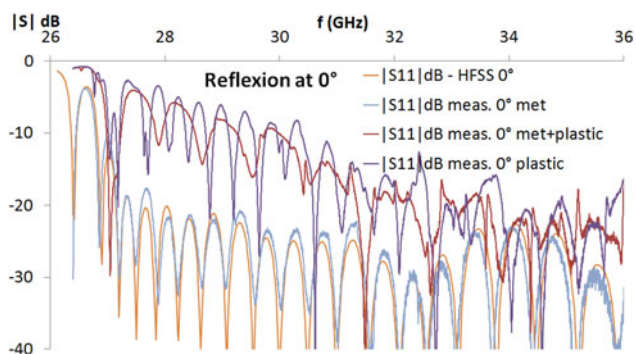 |S| dB
f (GHz)
26 28 30 32 34 36
0
Reflexion at 0°
|S11|dB - HFSS 0°
|S11|dB meas. 0° met
-10
|S11|dB meas. 0° met+plastic
|S11|dB meas. 0° plastic
-20
-30
-40